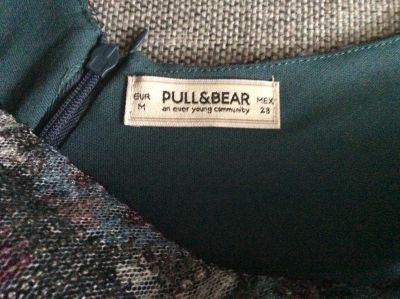 EUR PULL&BEAR MEX
M an ever young community 28